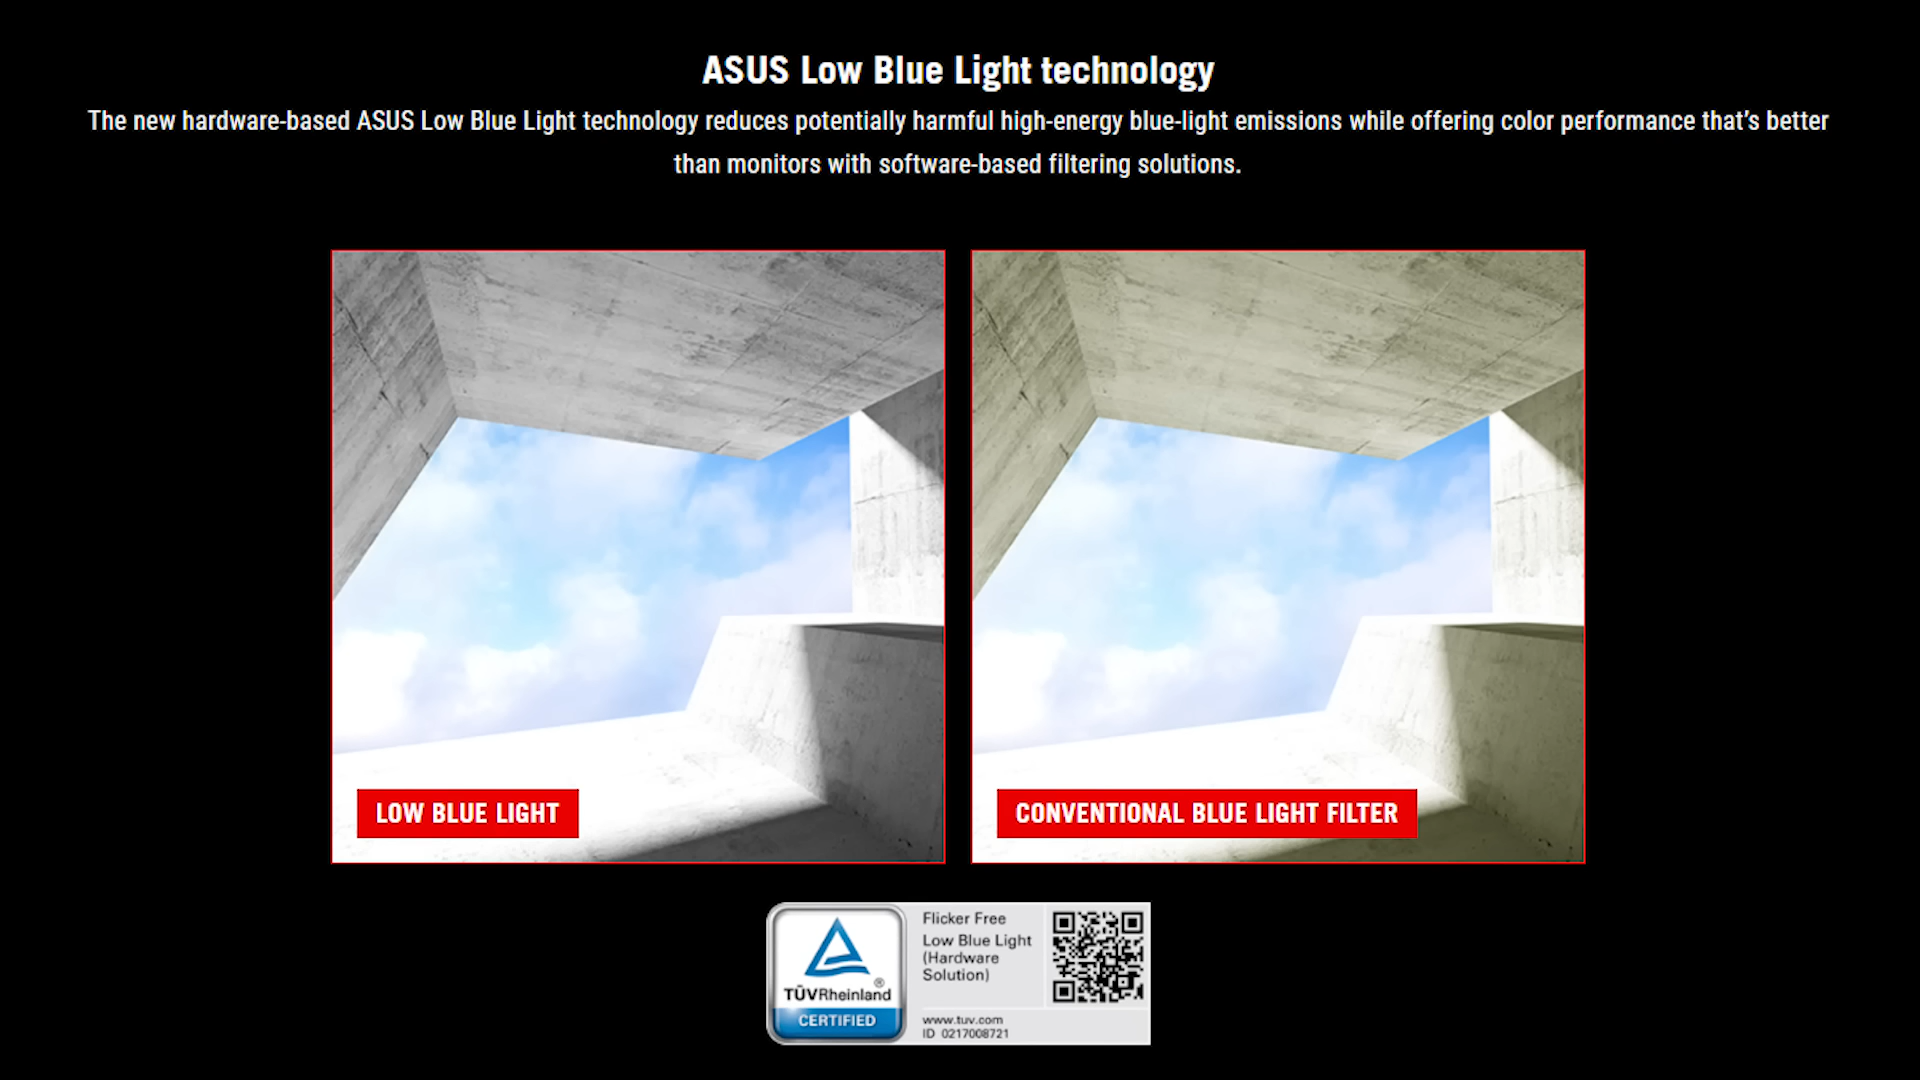 ASUS Low Blue Light technology
The new hardware-based ASUS Low Blue Light technology reduces potentially harmful high-energy blue-light emissions while offering color performance that’s better
than monitors with software-based filtering solutions.
LOW BLUE LIGHT
CONVENTIONAL BLUE LIGHT FILTER
TÜVRheinland®
CERTIFIED
Flicker Free
Low Blue Light
(Hardware
Solution)
www.tuv.com
ID 0217008721